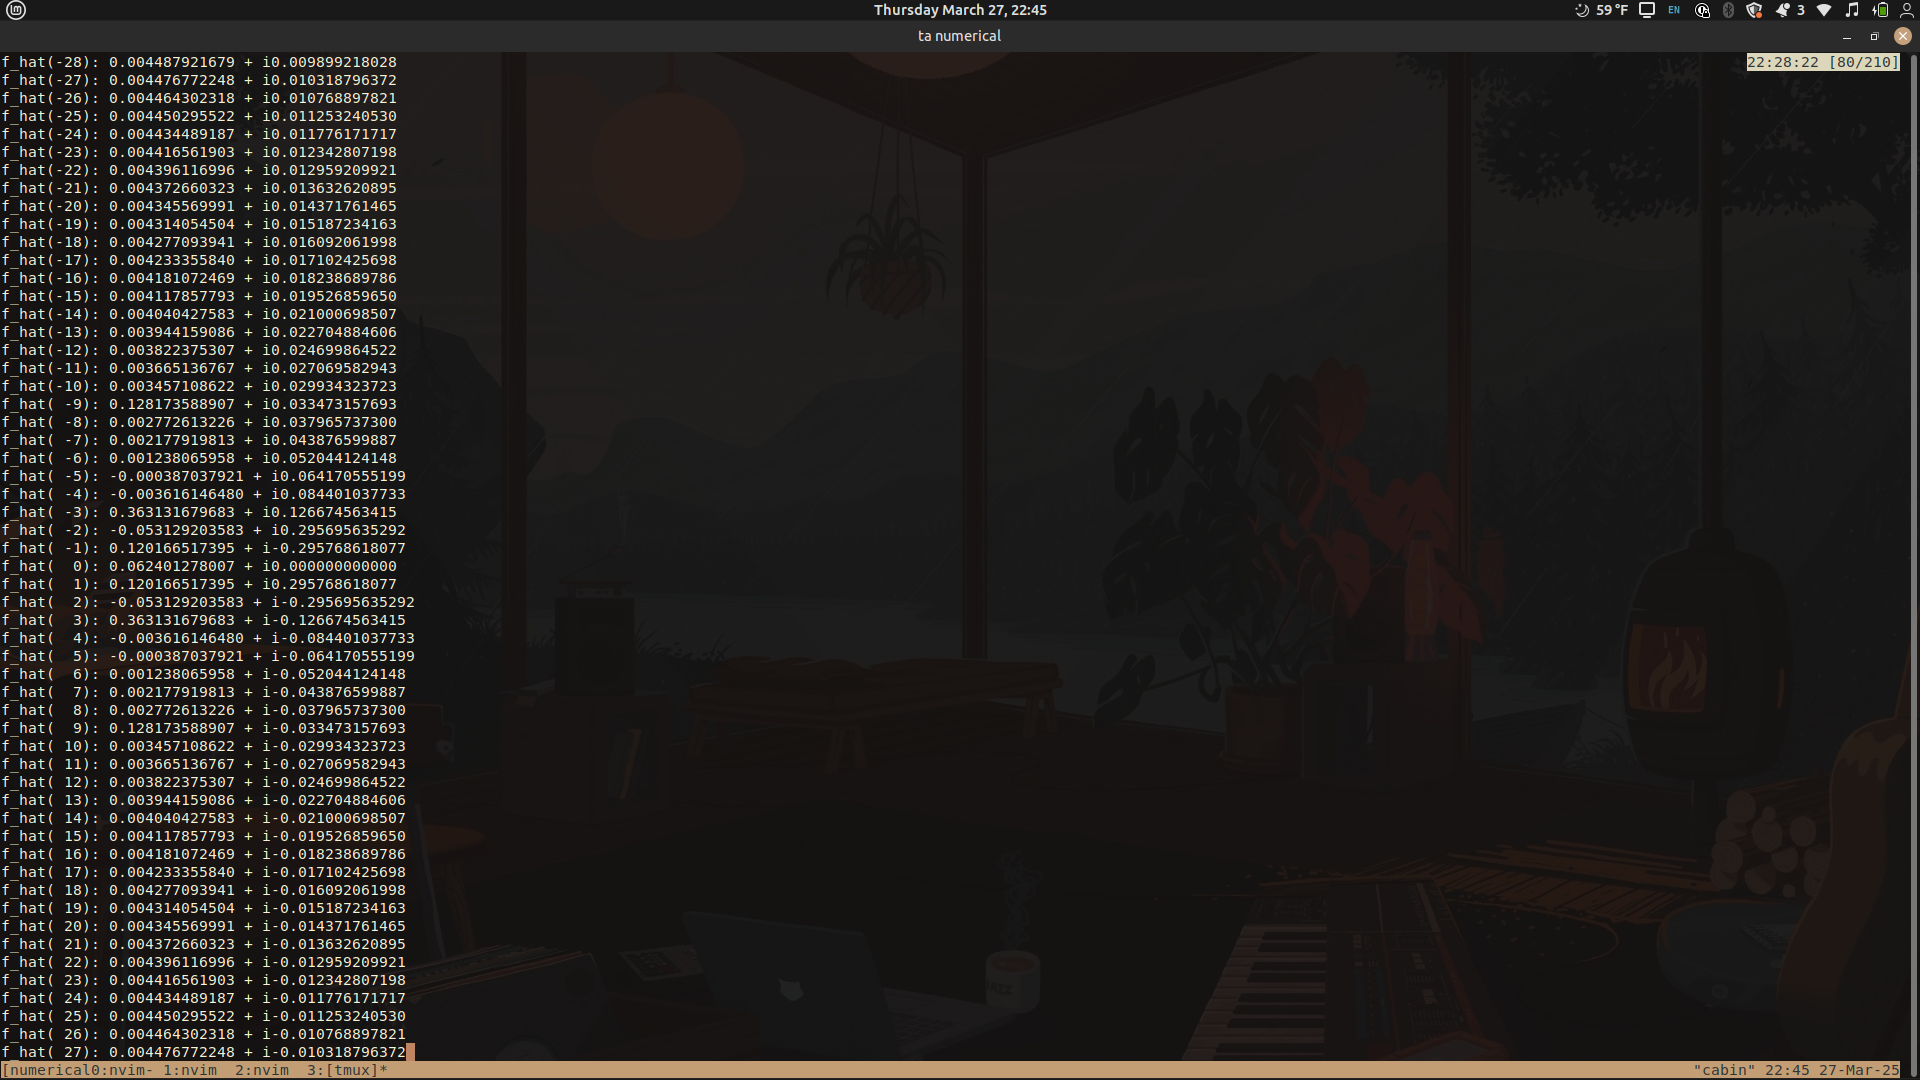 Thursday March 27, 22:45
59 °F
EN
3
ta numerical
22:28:22 [80/210]
f_hat(-28): 0.004487921679 + i0.009899218028
f_hat(-27): 0.004476772248 + i0.010318796372
f_hat(-26): 0.004464302318 + i0.010768897821
f_hat(-25): 0.004450295522 + i0.011253240530
f_hat(-24): 0.004434489187 + i0.011776171717
f_hat(-23): 0.004416561903 + i0.012342807198
f_hat(-22): 0.004396116996 + i0.012959209921
f_hat(-21): 0.004372660323 + i0.013632620895
f_hat(-20): 0.004345569991 + i0.014371761465
f_hat(-19): 0.004314054504 + i0.015187234163
f_hat(-18): 0.004277093941 + i0.016092061998
f_hat(-17): 0.004233355840 + i0.017102425698
f_hat(-16): 0.004181072469 + i0.018238689786
f_hat(-15): 0.004117857793 + i0.019526859650
f_hat(-14): 0.004040427583 + i0.021000698507
f_hat(-13): 0.003944159086 + i0.022704884606
f_hat(-12): 0.003822375307 + i0.024699864522
f_hat(-11): 0.003665136767 + i0.027069582943
f_hat(-10): 0.003457108622 + i0.029934323723
f_hat( -9): 0.128173588907 + i0.033473157693
f_hat( -8): 0.002772613226 + i0.037965737300
f_hat( -7): 0.002177919813 + i0.043876599887
f_hat( -6): 0.001238065958 + i0.052044124148
f_hat( -5): -0.000387037921 + i0.064170555199
f_hat( -4): -0.003616146480 + i0.084401037733
f_hat( -3): 0.363131679683 + i0.126674563415
f_hat( -2): -0.053129203583 + i0.295695635292
f_hat( -1): 0.120166517395 + i-0.295768618077
f_hat(  0): 0.062401278007 + i0.000000000000
f_hat(  1): 0.120166517395 + i0.295768618077
f_hat(  2): -0.053129203583 + i-0.295695635292
f_hat(  3): 0.363131679683 + i-0.126674563415
f_hat(  4): -0.003616146480 + i-0.084401037733
f_hat(  5): -0.000387037921 + i-0.064170555199
f_hat(  6): 0.001238065958 + i-0.052044124148
f_hat(  7): 0.002177919813 + i-0.043876599887
f_hat(  8): 0.002772613226 + i-0.037965737300
f_hat(  9): 0.128173588907 + i-0.033473157693
f_hat( 10): 0.003457108622 + i-0.029934323723
f_hat( 11): 0.003665136767 + i-0.027069582943
f_hat( 12): 0.003822375307 + i-0.024699864522
f_hat( 13): 0.003944159086 + i-0.022704884606
f_hat( 14): 0.004040427583 + i-0.021000698507
f_hat( 15): 0.004117857793 + i-0.019526859650
f_hat( 16): 0.004181072469 + i-0.018238689786
f_hat( 17): 0.004233355840 + i-0.017102425698
f_hat( 18): 0.004277093941 + i-0.016092061998
f_hat( 19): 0.004314054504 + i-0.015187234163
f_hat( 20): 0.004345569991 + i-0.014371761465
f_hat( 21): 0.004372660323 + i-0.013632620895
f_hat( 22): 0.004396116996 + i-0.012959209921
f_hat( 23): 0.004416561903 + i-0.012342807198
f_hat( 24): 0.004434489187 + i-0.011776171717
f_hat( 25): 0.004450295522 + i-0.011253240530
f_hat( 26): 0.004464302318 + i-0.010768897821
f_hat( 27): 0.004476772248 + i-0.010318796372
[numerical0:nvim- 1:nvim  2:nvim  3:[tmux]*
"cabin" 22:45 27-Mar-25